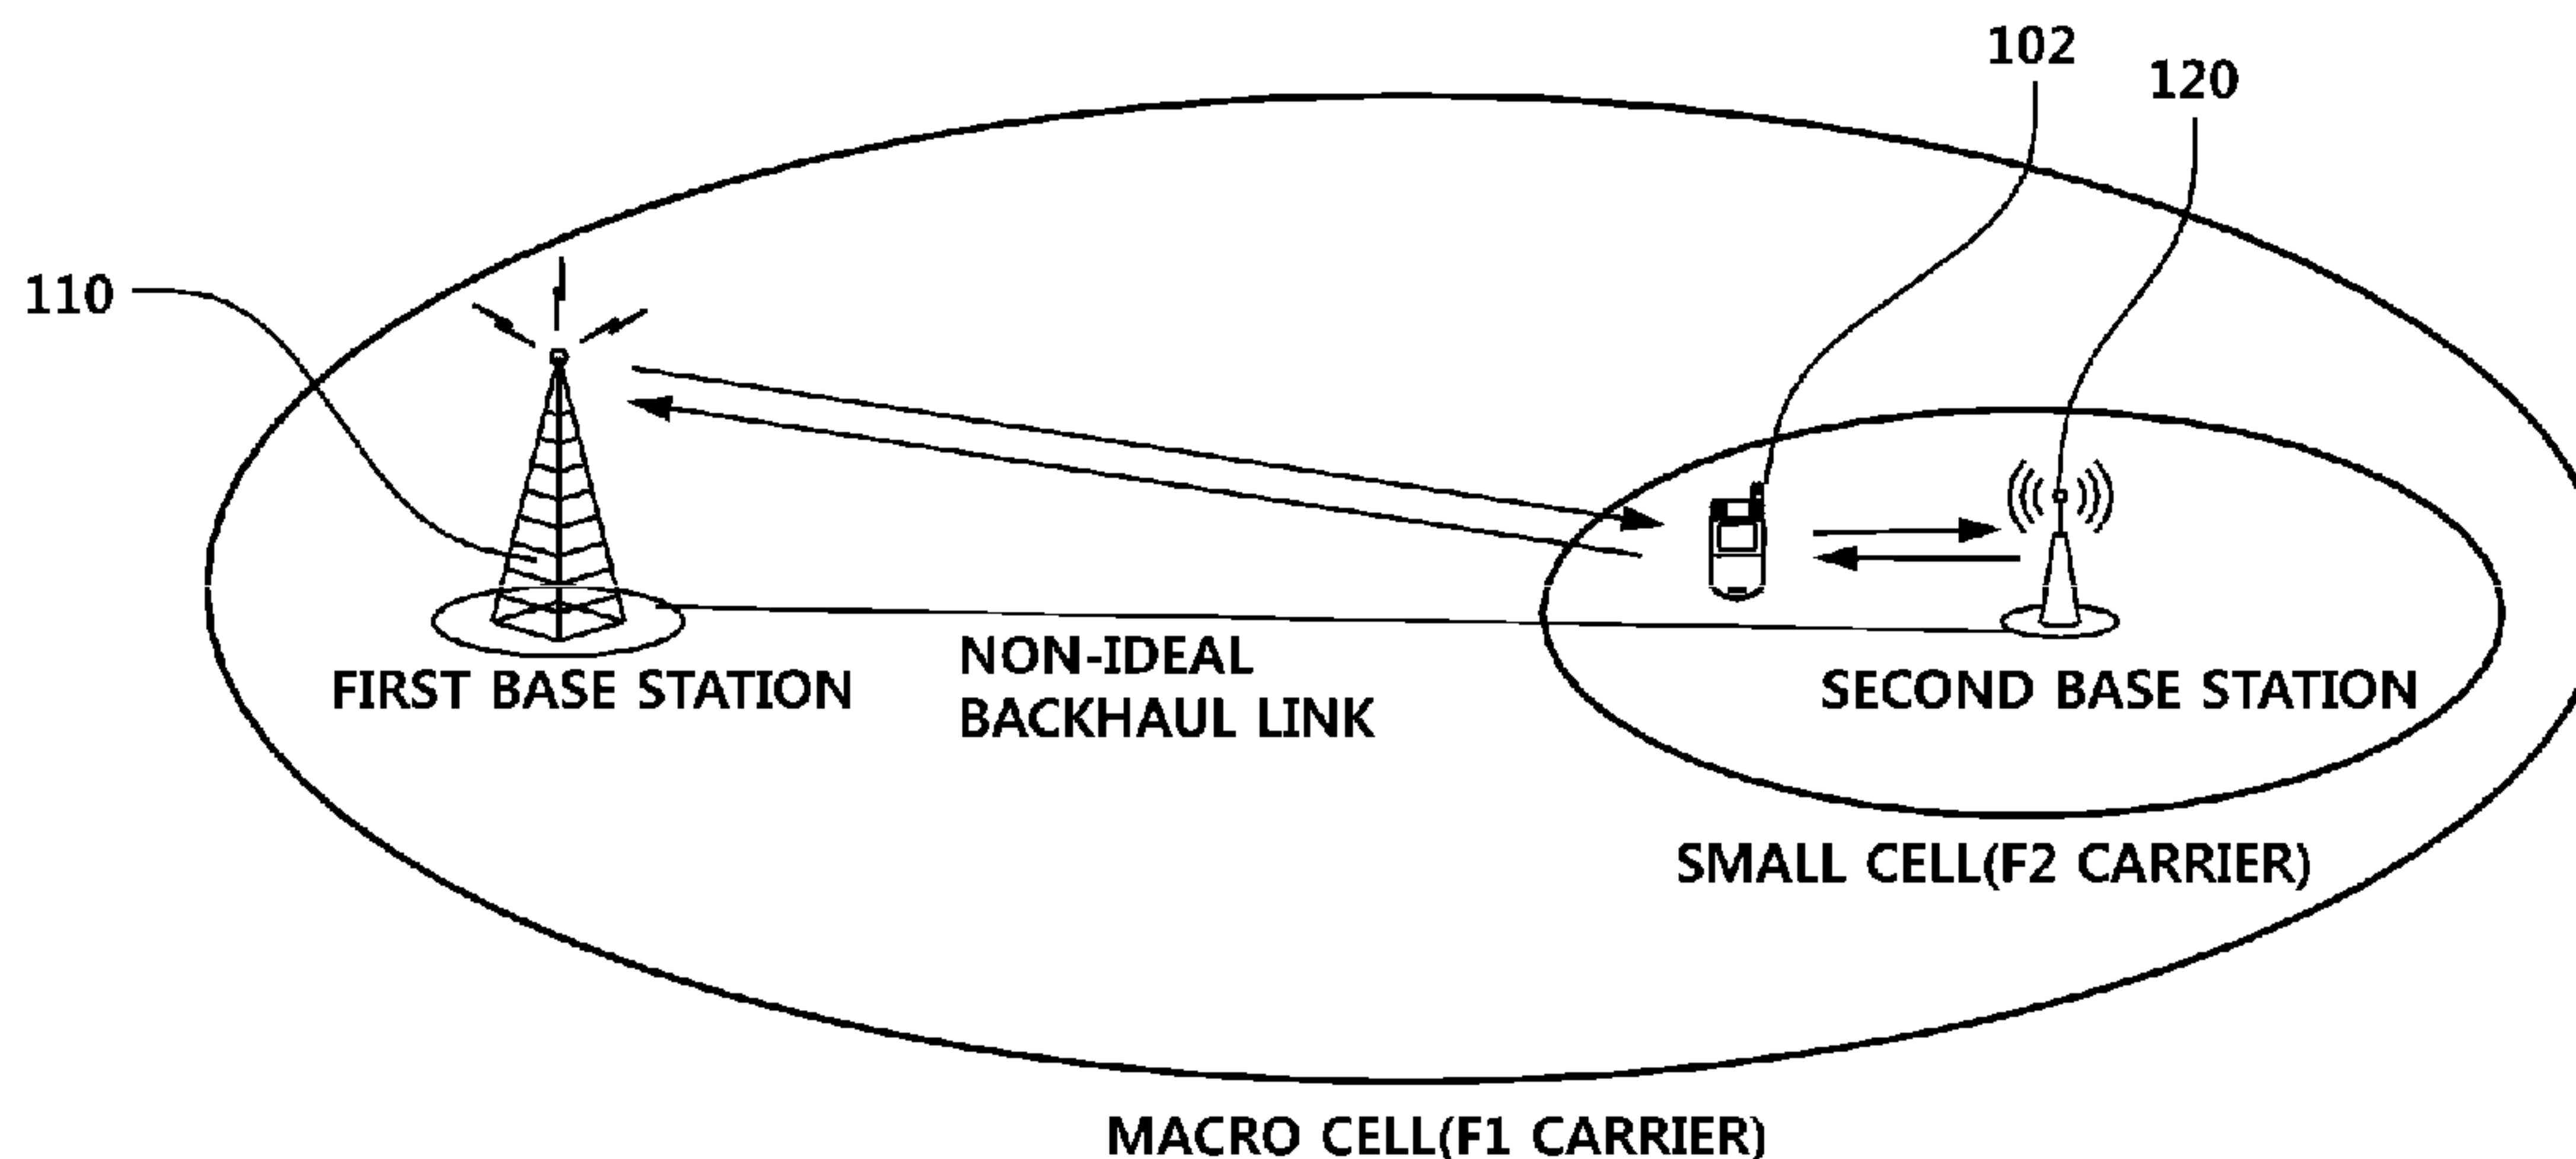 102
120
110
NON-IDEAL
BACKHAUL LINK
FIRST BASE STATION
SECOND BASE STATION
SMALL CELL(F2 CARRIER)
MACRO CELL(F1 CARRIER)